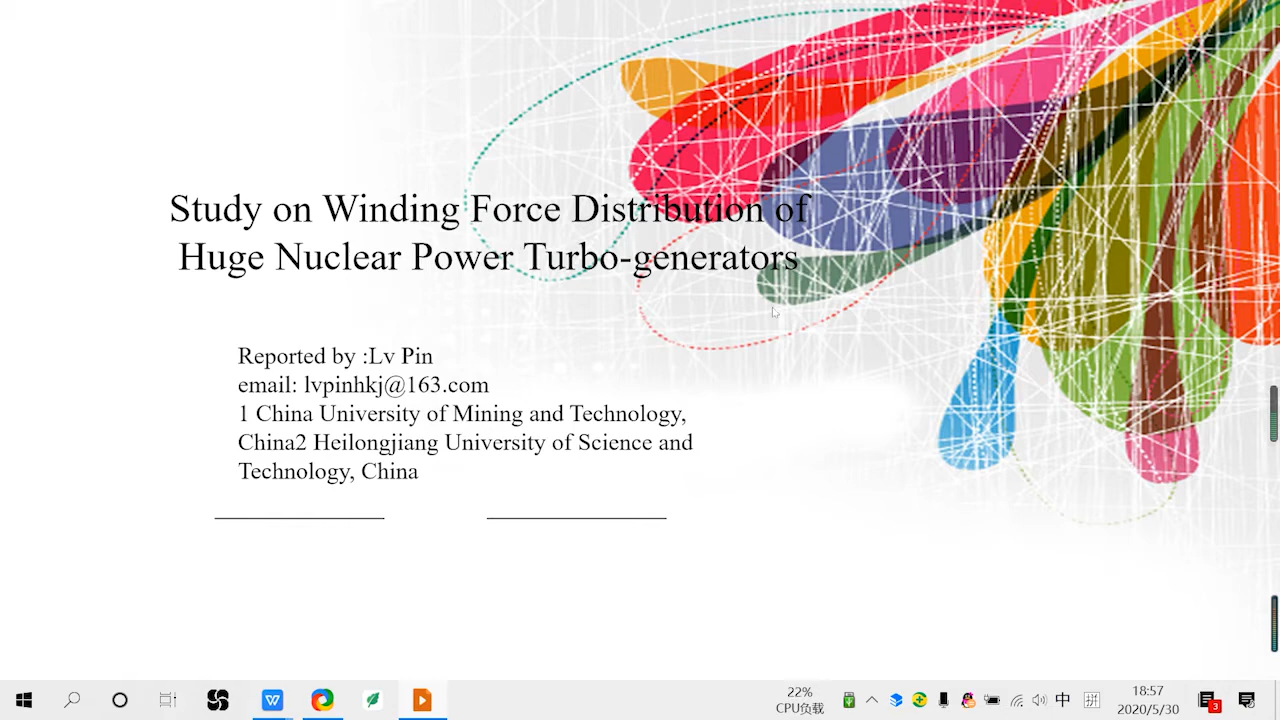 Study on Winding Force Distribution of
Huge Nuclear Power Turbo-generators
Reported by :Lv Pin
email: lvpinhkj@163.com
1 China University of Mining and Technology,
China2 Heilongjiang University of Science and
Technology, China
22%
CPU负载
中
拼
18:57
2020/5/30
3